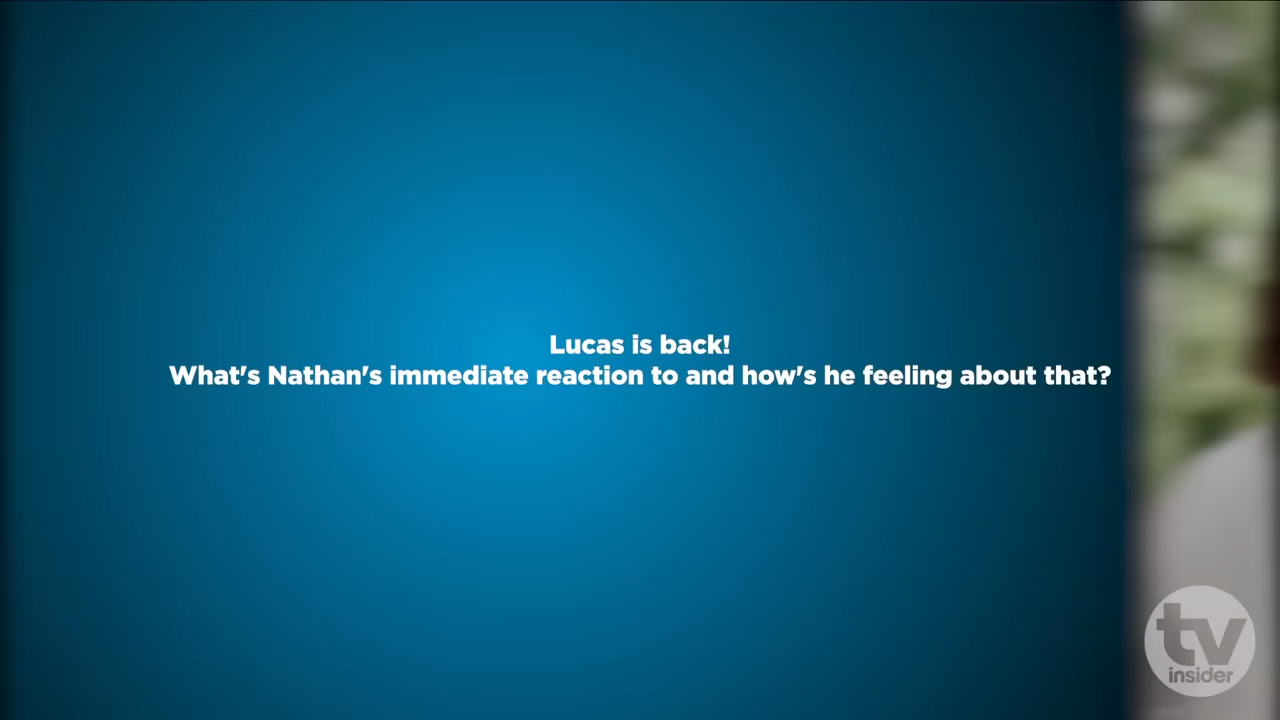 Lucas is back!
What's Nathan's immediate reaction to and how's he feeling about that?
tv
insider